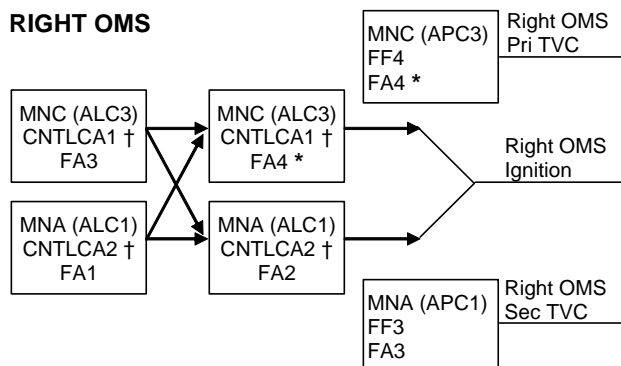 RIGHT OMS
MNC (APC3)
FF4
FA4 *
Right OMS
Pri TVC
MNC (ALC3)
CNTLCA1 †
FA3
MNC (ALC3)
CNTLCA1 †
FA4 *
Right OMS
Ignition
MNA (ALC1)
CNTLCA2 †
FA1
MNA (ALC1)
CNTLCA2 †
FA2
MNA (APC1)
FF3
FA3
Right OMS
Sec TVC